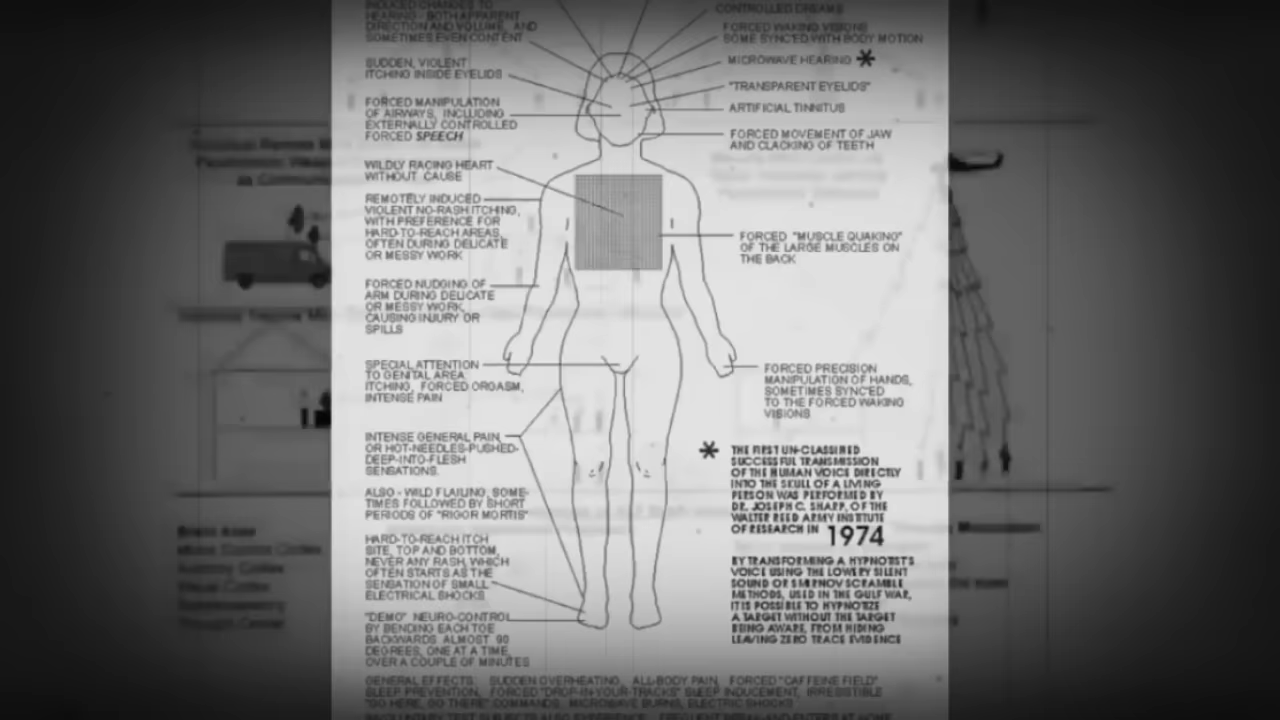 INDUCED CHANGES TO
HEARING - BOTH APPARENT
DIRECTION AND VOLUME, AND
SOMETIMES EVEN CONTENT
SUDDEN, VIOLENT
ITCHING INSIDE EYELIDS
FORCED MANIPULATION
OF AIRWAYS, INCLUDING
EXTERNALLY CONTROLLED
FORCED SPEECH
WILDLY RACING HEART
WITHOUT CAUSE
REMOTELY INDUCED
VIOLENT NO-RASH ITCHING,
WITH PREFERENCE FOR
HARD-TO-REACH AREAS,
OFTEN DURING DELICATE
OR MESSY WORK
FORCED NUDGING OF
ARM DURING DELICATE
OR MESSY WORK,
CAUSING INJURY OR
SPILLS
SPECIAL ATTENTION
TO GENITAL AREA:
ITCHING, FORCED ORGASM,
INTENSE PAIN
INTENSE GENERAL PAIN,
OR HOT-NEEDLES-PUSHED-
DEEP-INTO-FLESH
SENSATIONS.
ALSO - WILD FLAILING, SOME-
TIMES FOLLOWED BY SHORT
PERIODS OF "RIGOR MORTIS"
HARD-TO-REACH ITCH
SITE, TOP AND BOTTOM,
NEVER ANY RASH, WHICH
OFTEN STARTS AS THE
SENSATION OF SMALL
ELECTRICAL SHOCKS
"DEMO" NEURO-CONTROL
BY BENDING EACH TOE
BACKWARDS ALMOST 90
DEGREES, ONE AT A TIME,
OVER A COUPLE OF MINUTES
CONTROLLED DREAMS
FORCED WAKING VISIONS
SOME SYNC'ED WITH BODY MOTION
MICROWAVE HEARING *
"TRANSPARENT EYELIDS"
ARTIFICIAL TINNITUS
FORCED MOVEMENT OF JAW
AND CLACKING OF TEETH
FORCED "MUSCLE QUAKING"
OF THE LARGE MUSCLES ON
THE BACK
FORCED PRECISION
MANIPULATION OF HANDS,
SOMETIMES SYNC'ED
TO THE FORCED WAKING
VISIONS
* THE FIRST UN-CLASSIFIED
SUCCESSFUL TRANSMISSION
OF THE HUMAN VOICE DIRECTLY
INTO THE SKULL OF A LIVING
PERSON WAS PERFORMED BY
DR. JOSEPH C. SHARP, OF THE
WALTER REED ARMY INSTITUTE
OF RESEARCH IN 1974
BY TRANSFORMING A HYPNOTIST'S
VOICE USING THE LOWERY SILENT
SOUND OF SMIRNOV SCRAMBLE
METHODS, USED IN THE GULF WAR,
IT IS POSSIBLE TO HYPNOTIZE
A TARGET WITHOUT THE TARGET
BEING AWARE, FROM HIDING
LEAVING ZERO TRACE EVIDENCE
GENERAL EFFECTS: SUDDEN OVERHEATING, ALL-BODY PAIN, FORCED "CAFFEINE FIELD"
SLEEP PREVENTION, FORCED "DROP-IN-YOUR-TRACKS" SLEEP INDUCEMENT, IRRESISTIBLE
"GO HERE, GO THERE" COMMANDS, MICROWAVE BURNS, ELECTRIC SHOCKS